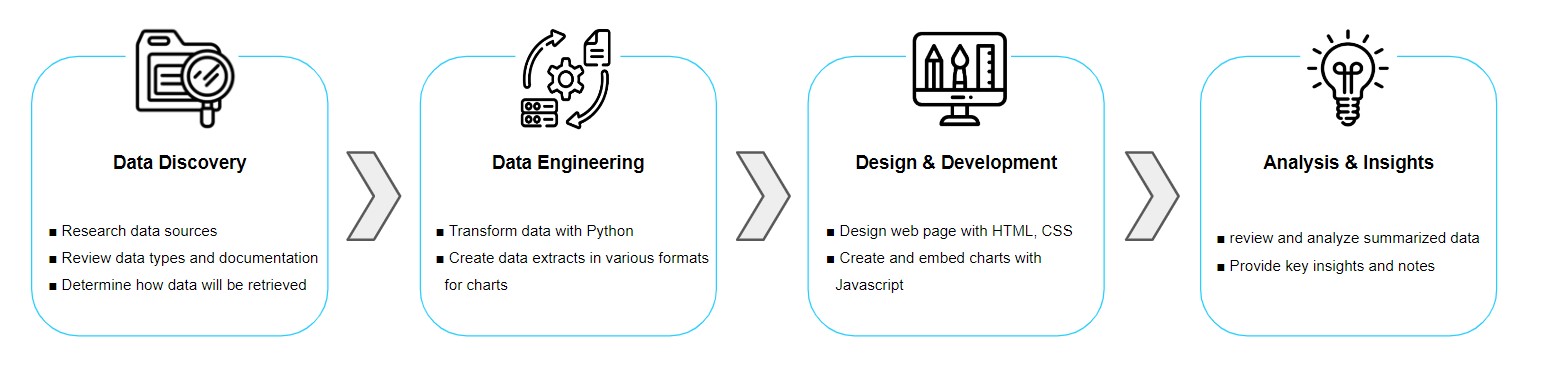 Data Discovery
■ Research data sources
■ Review data types and documentation
■ Determine how data will be retrieved
Data Engineering
■ Transform data with Python
■ Create data extracts in various formats
for charts
Design & Development
■ Design web page with HTML, CSS
■ Create and embed charts with
Javascript
Analysis & Insights
■ review and analyze summarized data
■ Provide key insights and notes